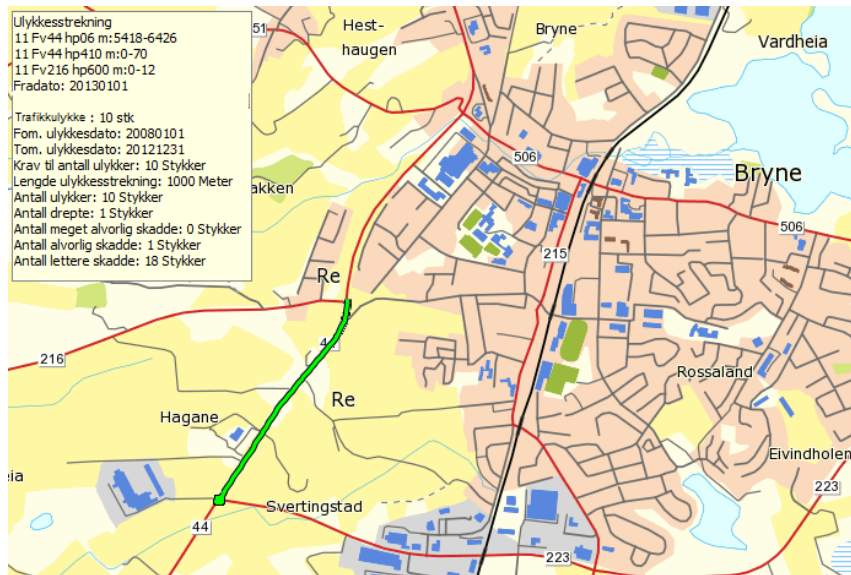 Ulykkesstrekning
11 Fv44 hp06 m:5418-6426
11 Fv44 hp410 m:0-70
11 Fv216 hp600 m:0-12
Fradato: 20130101
Trafikkulykke : 10 stk
Fom. ulykkesdato: 20080101
Tom. ulykkesdato: 20121231
Krav til antall ulykker: 10 Stykker
Lengde ulykkesstrekning: 1000 Meter
Antall ulykker: 10 Stykker
Antall drepte: 1 Stykker
Antall meget alvorlig skadde: 0 Stykker
Antall alvorlig skadde: 1 Stykker
Antall lettere skadde: 18 Stykker
51
Hest-
haugen
Bryne
Vardheia
akken
506
Bryne
506
215
Re
216
Re
Rossaland
Hagane
Eivindholen
eia
Svertingstad
223
44
223